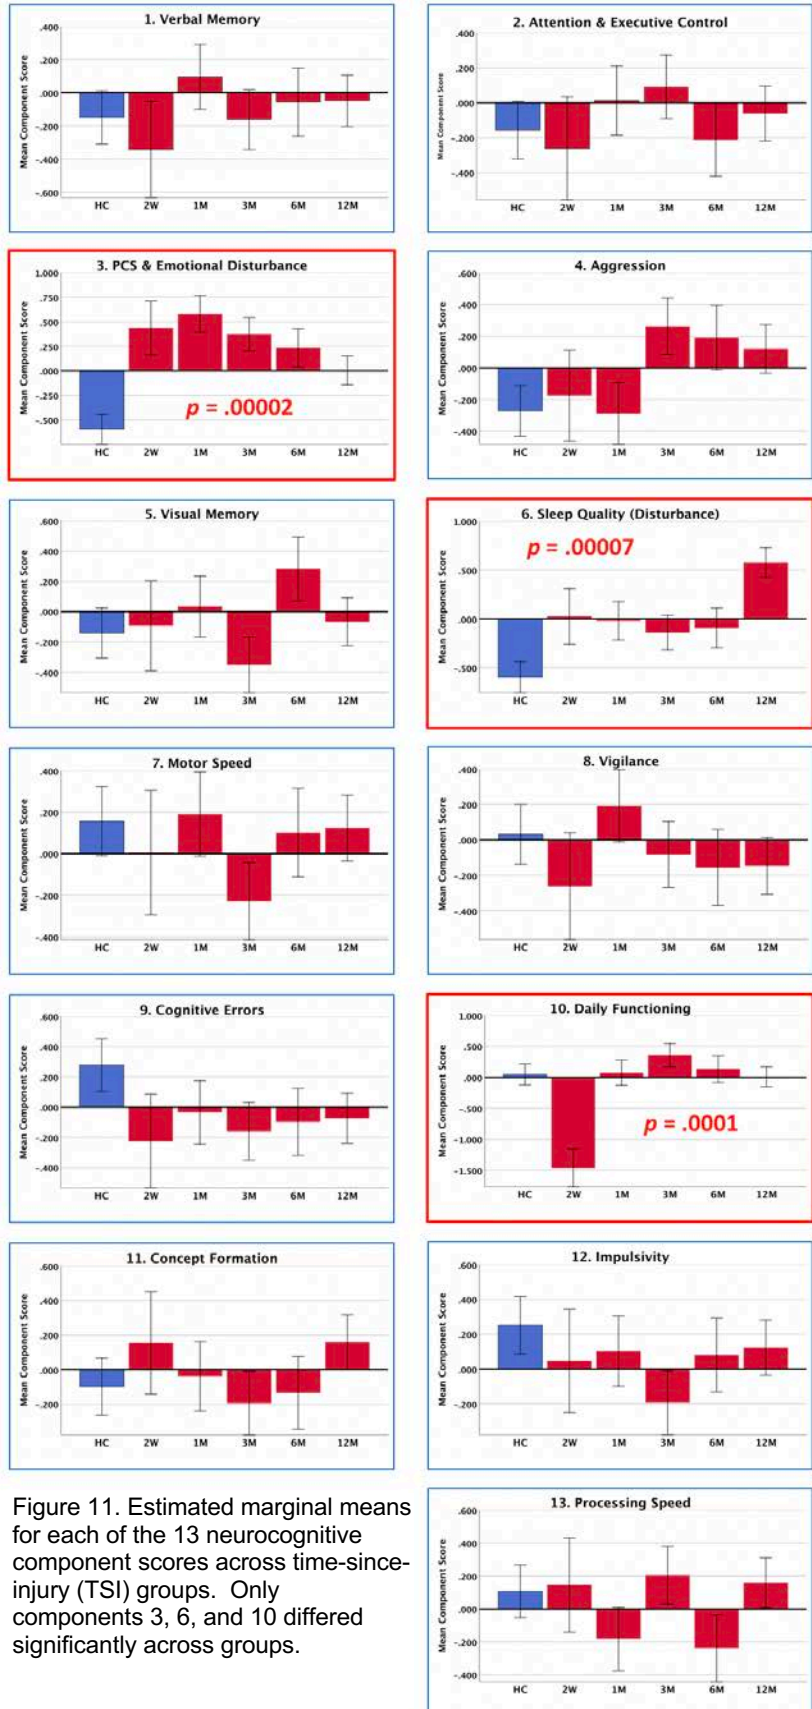 1. Verbal Memory
Mean Component Score
.400
.200
.000
-.200
-.400
-.600
HC 2W 1M 3M 6M 12M
2. Attention & Executive Control
Mean Component Score
.400
.200
.000
-.200
-.400
HC 2W 1M 3M 6M 12M
3. PCS & Emotional Disturbance
Mean Component Score
1.000
.750
.500
.250
.000
-.250
-.500
p = .00002
HC 2W 1M 3M 6M 12M
4. Aggression
Mean Component Score
.600
.400
.200
.000
-.200
-.400
HC 2W 1M 3M 6M 12M
5. Visual Memory
Mean Component Score
.600
.400
.200
.000
-.200
-.400
HC 2W 1M 3M 6M 12M
6. Sleep Quality (Disturbance)
Mean Component Score
p = .00007
1.000
.500
.000
-.500
HC 2W 1M 3M 6M 12M
7. Motor Speed
Mean Component Score
.400
.200
.000
-.200
-.400
HC 2W 1M 3M 6M 12M
8. Vigilance
Mean Component Score
.400
.200
.000
-.200
-.400
HC 2W 1M 3M 6M 12M
9. Cognitive Errors
Mean Component Score
.600
.400
.200
.000
-.200
-.400
HC 2W 1M 3M 6M 12M
10. Daily Functioning
Mean Component Score
1.000
.500
.000
-.500
-1.000
-1.500
p = .0001
HC 2W 1M 3M 6M 12M
11. Concept Formation
Mean Component Score
.600
.400
.200
.000
-.200
HC 2W 1M 3M 6M 12M
12. Impulsivity
Mean Component Score
.600
.400
.200
.000
-.200
HC 2W 1M 3M 6M 12M
Figure 11. Estimated marginal means
for each of the 13 neurocognitive
component scores across time-since-
injury (TSI) groups. Only
components 3, 6, and 10 differed
significantly across groups.
13. Processing Speed
Mean Component Score
.600
.400
.200
.000
-.200
-.400
HC 2W 1M 3M 6M 12M